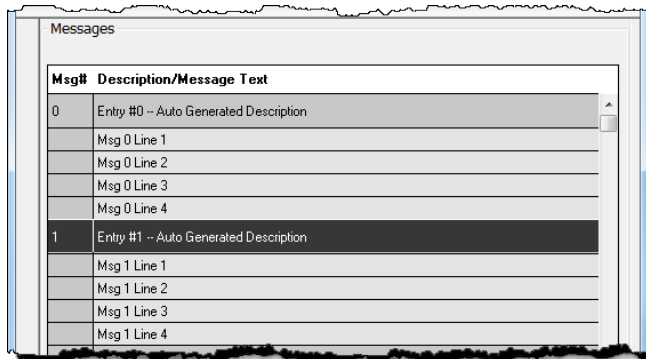 Messages
Msg# Description/Message Text
0 Entry #0 -- Auto Generated Description
Msg 0 Line 1
Msg 0 Line 2
Msg 0 Line 3
Msg 0 Line 4
1 Entry #1 -- Auto Generated Description
Msg 1 Line 1
Msg 1 Line 2
Msg 1 Line 3
Msg 1 Line 4